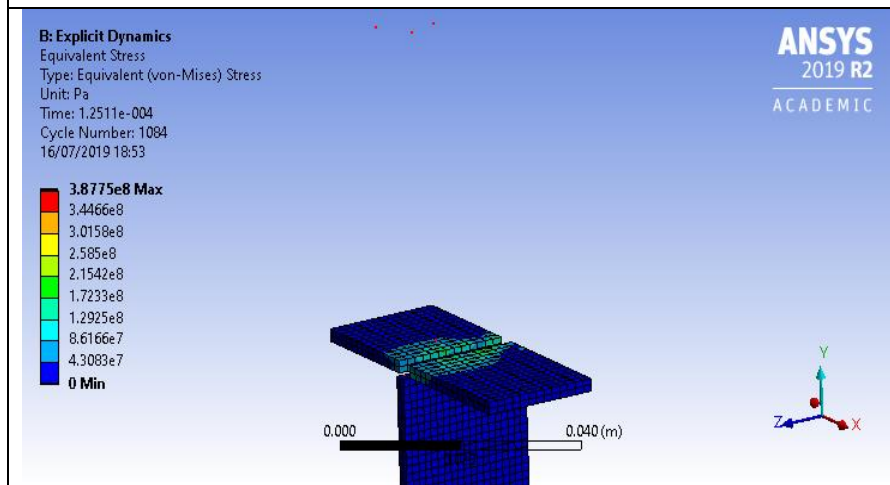 B: Explicit Dynamics
Equivalent Stress
Type: Equivalent (von-Mises) Stress
Unit: Pa
Time: 1.2511e-004
Cycle Number: 1084
16/07/2019 18:53
3.8775e8 Max
3.4466e8
3.0158e8
2.585e8
2.1542e8
1.7233e8
1.2925e8
8.6166e7
4.3083e7
0 Min
ANSYS
2019 R2
ACADEMIC
0.000
0.040 (m)
Y
Z
X